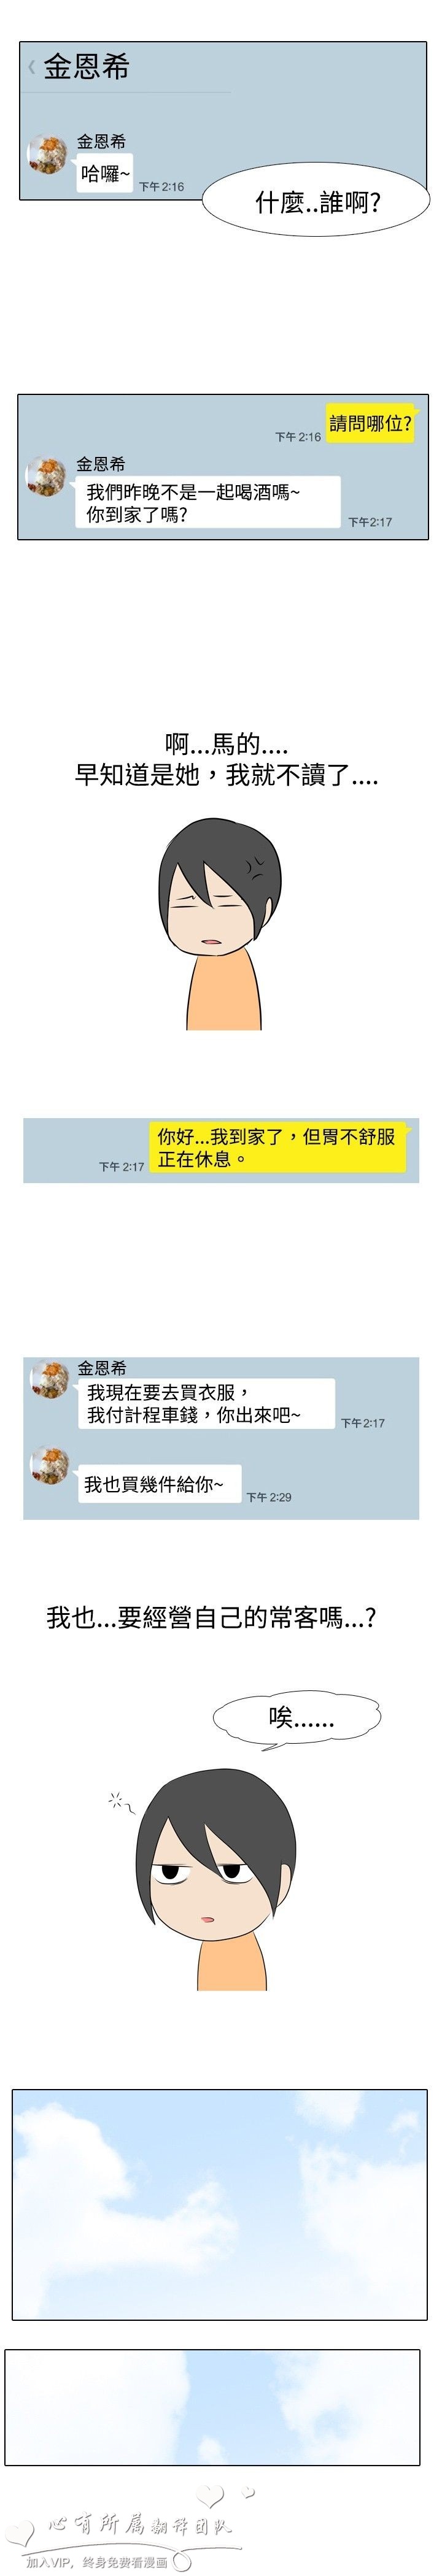 金恩希
金恩希
哈囉~
下午 2:16
什麼..誰啊?
請問哪位?
下午 2:16
金恩希
我們昨晚不是一起喝酒嗎~
你到家了嗎?
下午2:17
啊...馬的....
早知道是她，我就不讀了....
你好...我到家了，但胃不舒服
正在休息。
下午 2:17
金恩希
我現在要去買衣服，
我付計程車錢，你出來吧~
下午2:17
我也買幾件給你~
下午 2:29
我也...要經營自己的常客嗎...?
唉......
心有所属翻译团队
加入VIP，终身免费看漫画